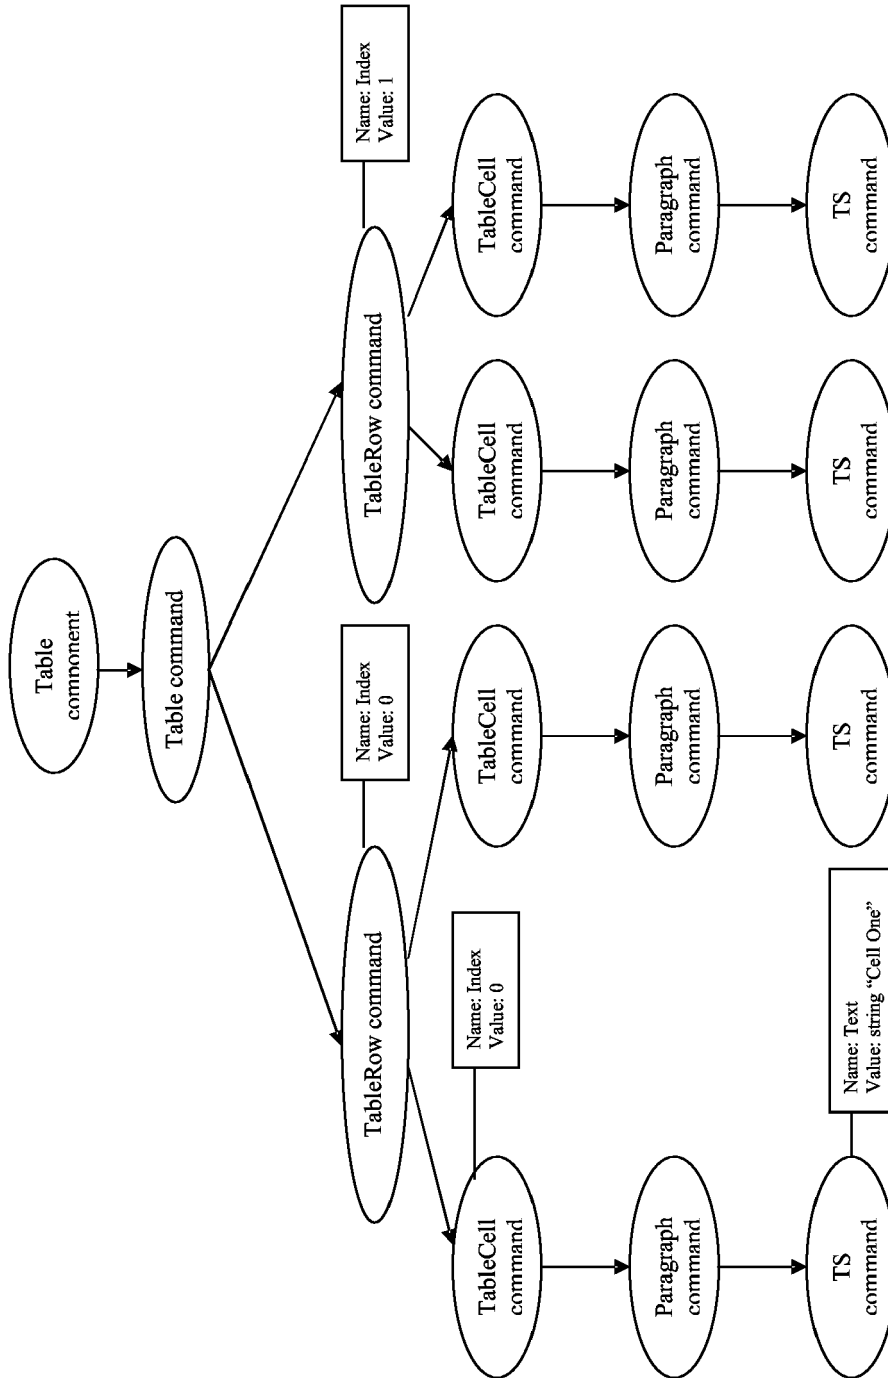 Table
component
Table command
TableRow command
Name: Index
Value: 0
TableRow command
Name: Index
Value: 1
TableCell
command
Name: Index
Value: 0
TableCell
command
TableCell
command
TableCell
command
Paragraph
command
Paragraph
command
Paragraph
command
Paragraph
command
TS
command
Name: Text
Value: string “Cell One”
TS
command
TS
command
TS
command